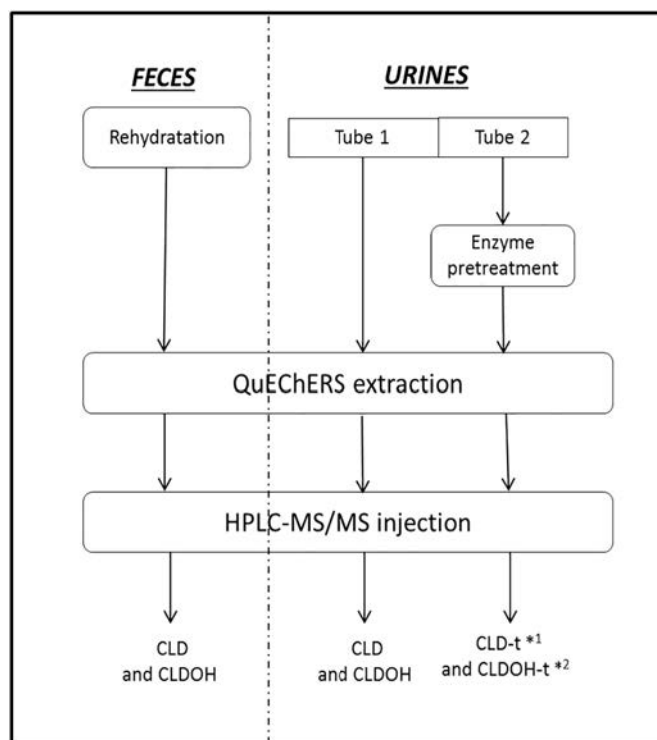 FECES
URINES
Rehydratation
Tube 1
Tube 2
Enzyme
pretreatment
QuEChERS extraction
HPLC-MS/MS injection
CLD
and CLDOH
CLD
and CLDOH
CLD-t *1
and CLDOH-t *2